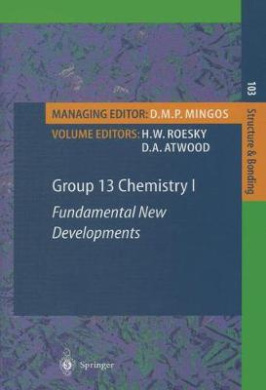 MANAGING EDITOR: D.M.P. MINGOS
VOLUME EDITORS: H.W. ROESKY
D.A. ATWOOD
Group 13 Chemistry I
Fundamental New
Developments
Springer
103
Structure & Bonding